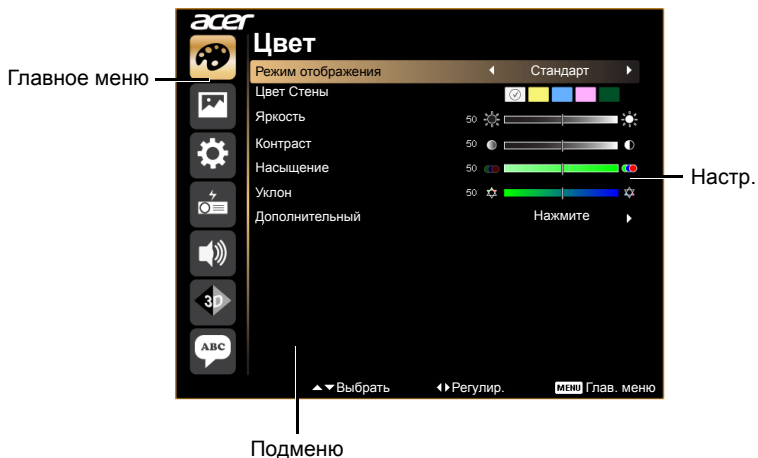 acer
Цвет
Главное меню
Режим отображения Стандарт
Цвет Стены
Яркость 50
Контраст 50
Насыщение 50
Настр.
Уклон 50
Дополнительный Нажмите
3D
ABC
Выбрать Регулир. MENU Глав. меню
Подменю